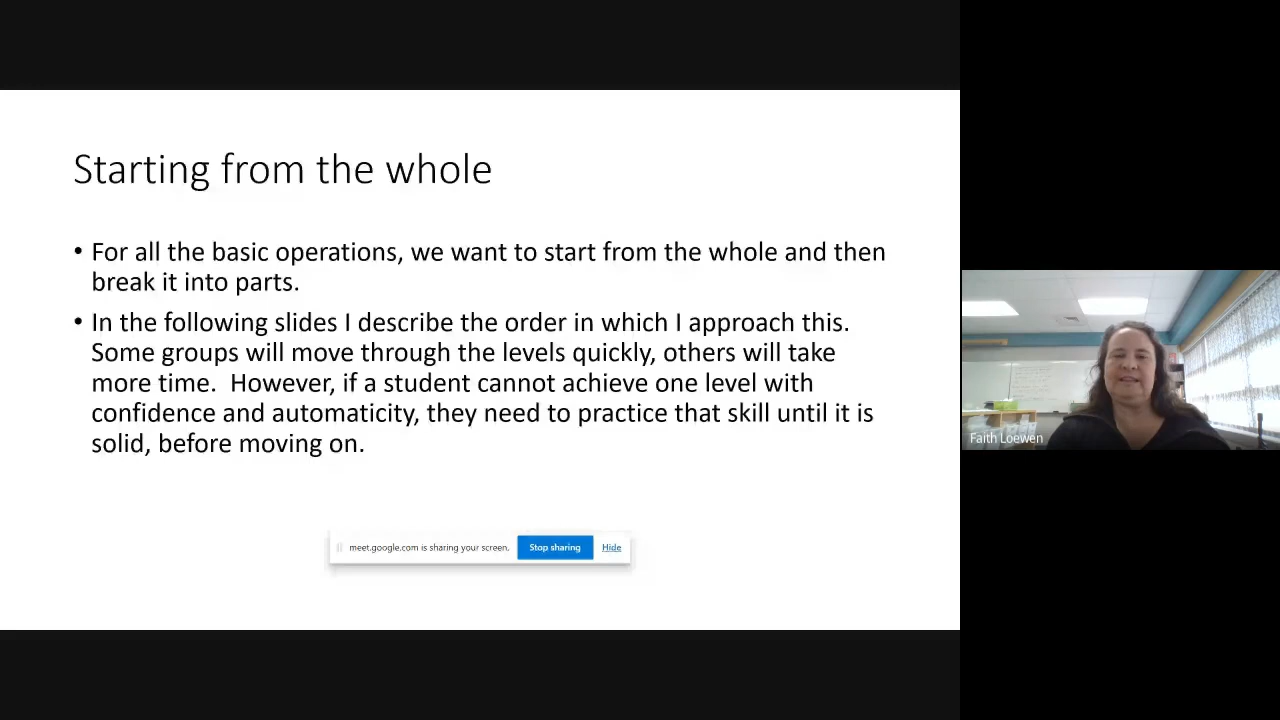 Starting from the whole
• For all the basic operations, we want to start from the whole and then
break it into parts.
• In the following slides I describe the order in which I approach this.
Some groups will move through the levels quickly, others will take
more time.  However, if a student cannot achieve one level with
confidence and automaticity, they need to practice that skill until it is
solid, before moving on.
meet.google.com is sharing your screen. Stop sharing Hide
Faith Loewen